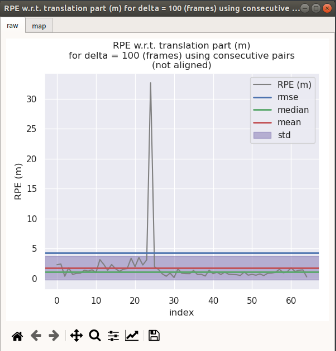 RPE w.r.t. translation part (m) for delta = 100 (frames) using consecutive ...
raw map
RPE w.r.t. translation part (m)
for delta = 100 (frames) using consecutive pairs
(not aligned)
RPE (m)
rmse
median
mean
std
30
25
20
15
10
5
0
RPE (m)
0 10 20 30 40 50 60
index